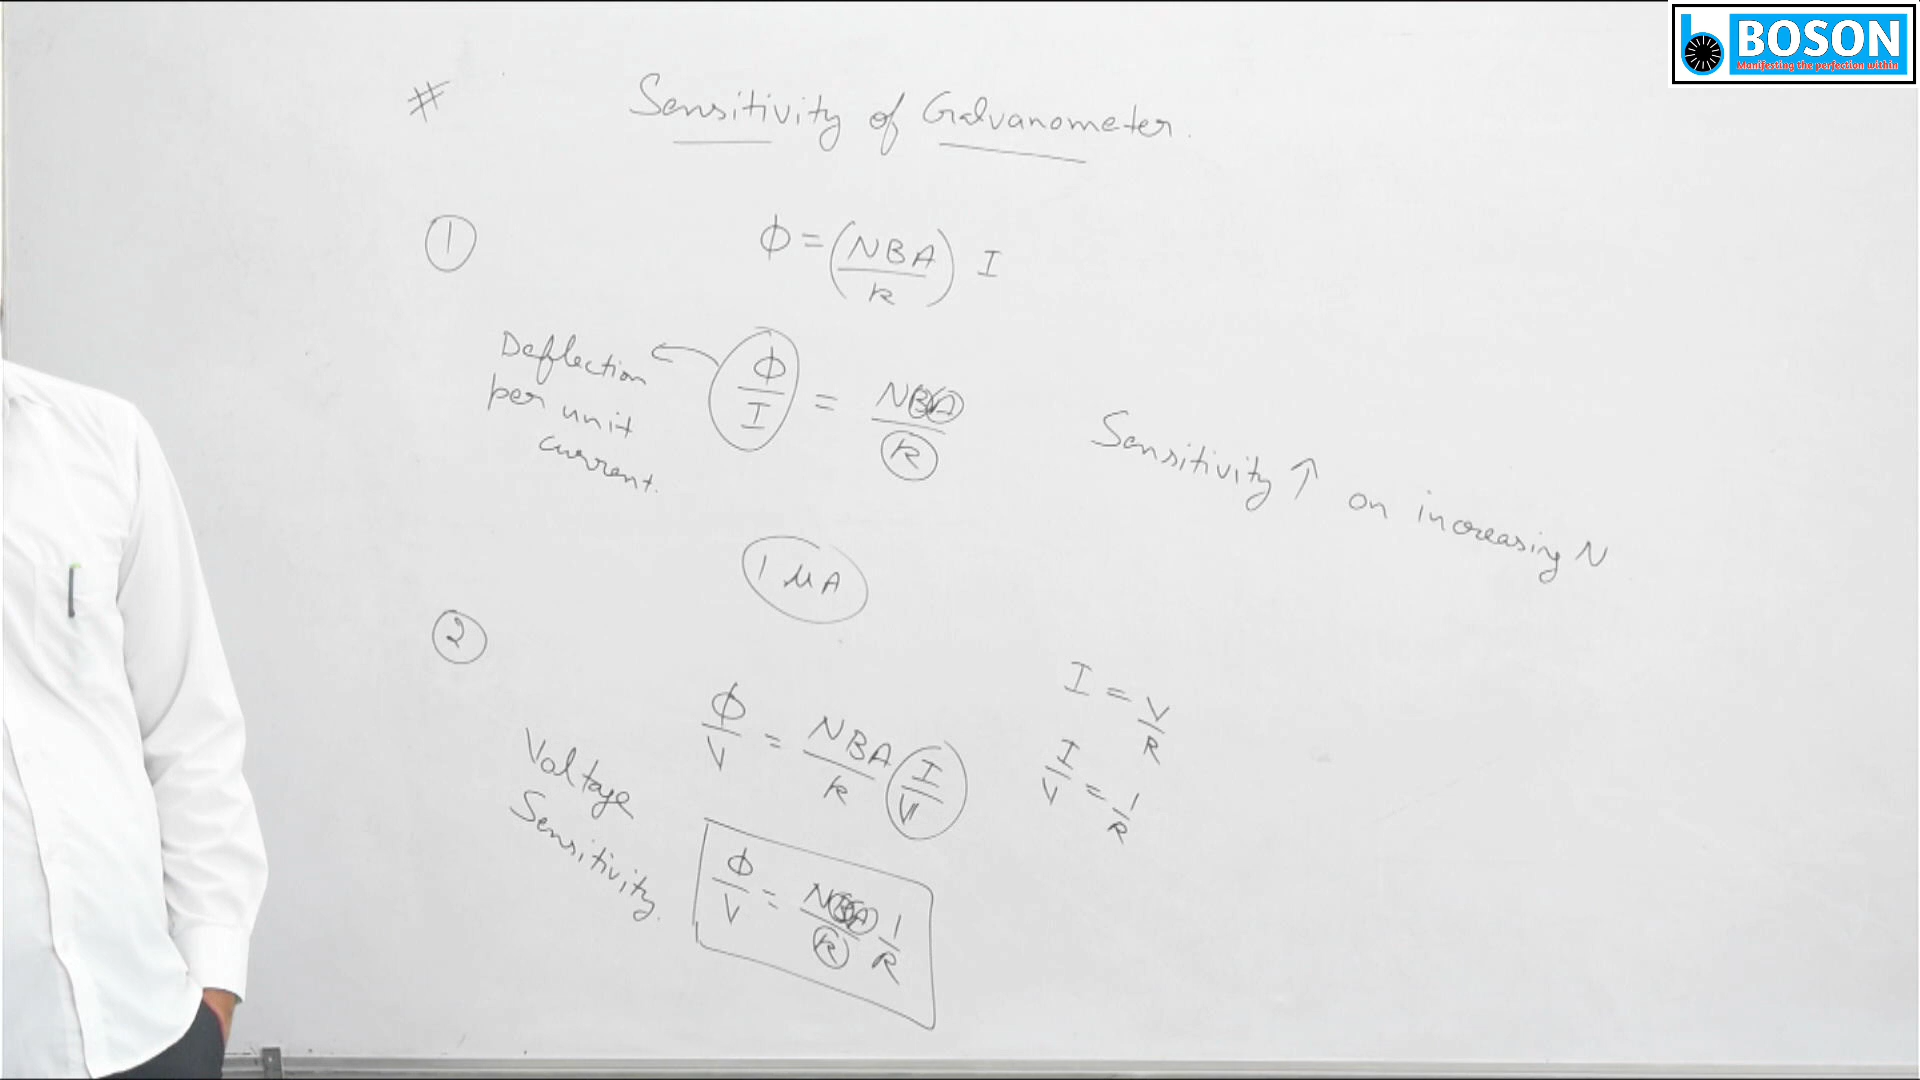 BOSON
Manifesting the perfection within
# Sensitivity of Galvanometer.
① ϕ = (NBA/k) I
Deflection per unit current. ← ϕ/I = NBA/k
Sensitivity ↑ on increasing N
1 μA
②
Voltage Sensitivity.
ϕ/V = NBA/k I/V
I = V/R
I/V = 1/R
ϕ/V = NBA/k 1/R